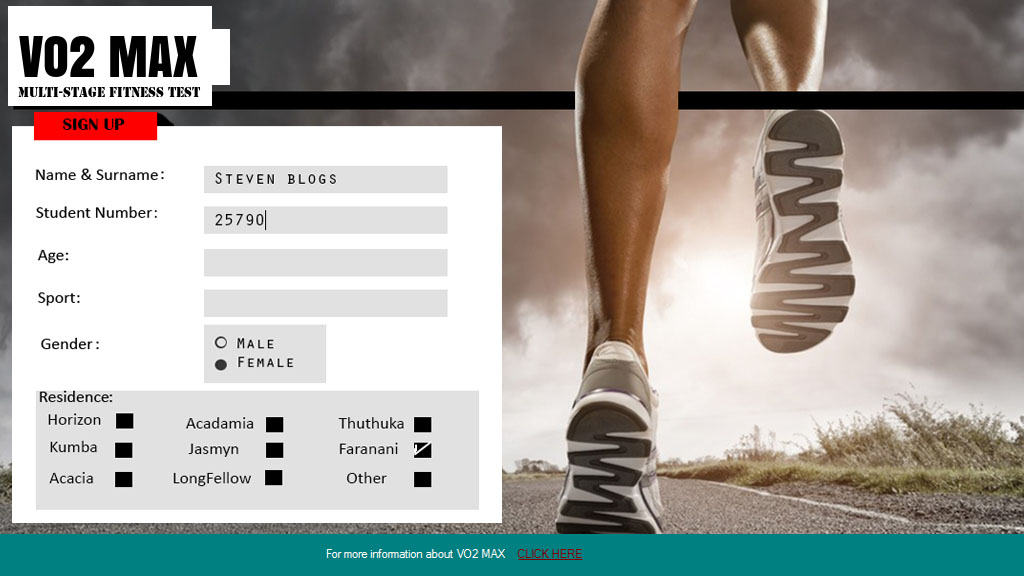 VO2 MAX
MULTI-STAGE FITNESS TEST
SIGN UP
Name & Surname: STEVEN BLOGS
Student Number: 25790
Age:
Sport:
Gender: MALE
FEMALE
Residence:
Horizon Acadamia Thuthuka
Kumba Jasmyn Faranani
Acacia LongFellow Other
For more information about VO2 MAX CLICK HERE